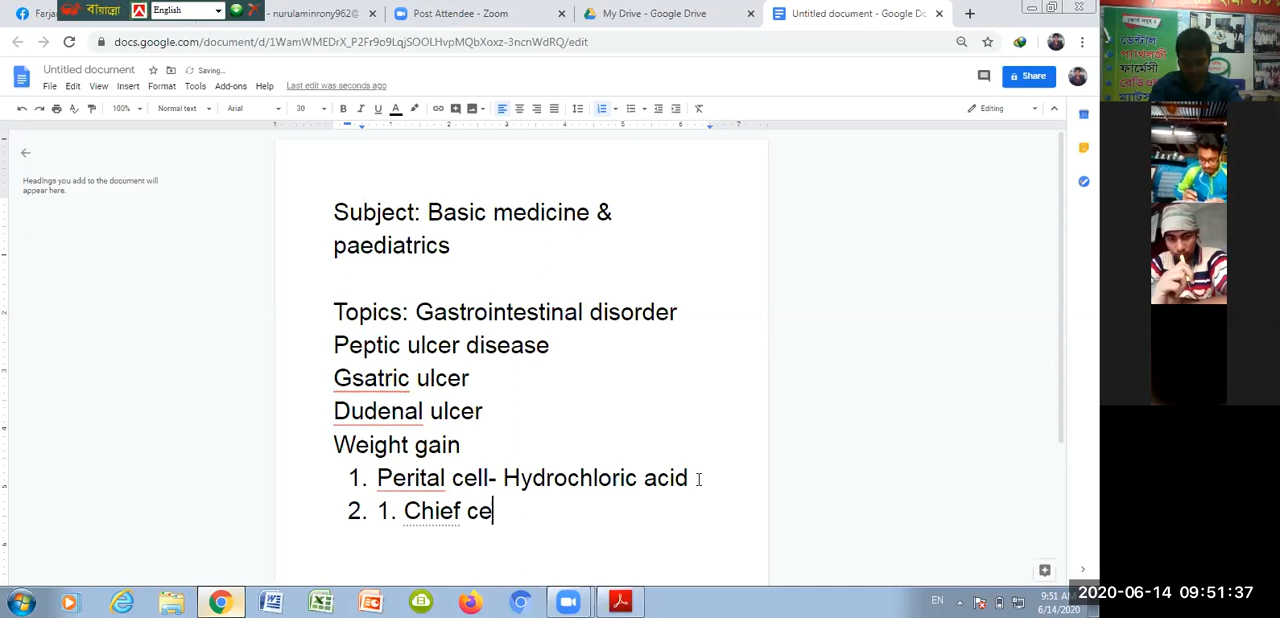 Farjan
বায়ান্নো
English
- nurulaminrony962@
Post Attendee - Zoom
My Drive - Google Drive
Untitled document - Google Do
docs.google.com/document/d/1WamWMEDrX_P2Fr9o9LqjSOOLHvpMQbXoxz-3ncnWdRQ/edit
Untitled document
Saving...
File Edit View Insert Format Tools Add-ons Help Last edit was seconds ago
Share
100% Normal text Arial 30 B I U A Editing
Headings you add to the document will
appear here.
Subject: Basic medicine &
paediatrics
Topics: Gastrointestinal disorder
Peptic ulcer disease
Gsatric ulcer
Dudenal ulcer
Weight gain
1. Perital cell- Hydrochloric acid
2. 1. Chief ce
ডেন্টাল
প্যাথলজী
ফার্মেসী
EN
9:51 AM
6/14/2020
2020-06-14 09:51:37